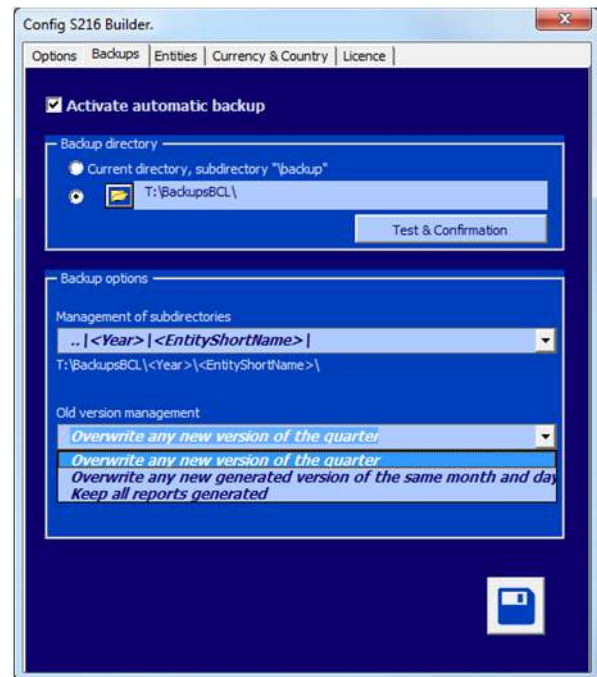 Config S216 Builder.
Options Backups Entities Currency & Country Licence
Activate automatic backup
Backup directory
Current directory, subdirectory "\backup"
T:\BackupsBCL\
Test & Confirmation
Backup options
Management of subdirectories
..|<Year>|<EntityShortName>|
T:\BackupsBCL\<Year>\<EntityShortName>\
Old version management
Overwrite any new version of the quarter
Overwrite any new version of the quarter
Overwrite any new generated version of the same month and day
Keep all reports generated